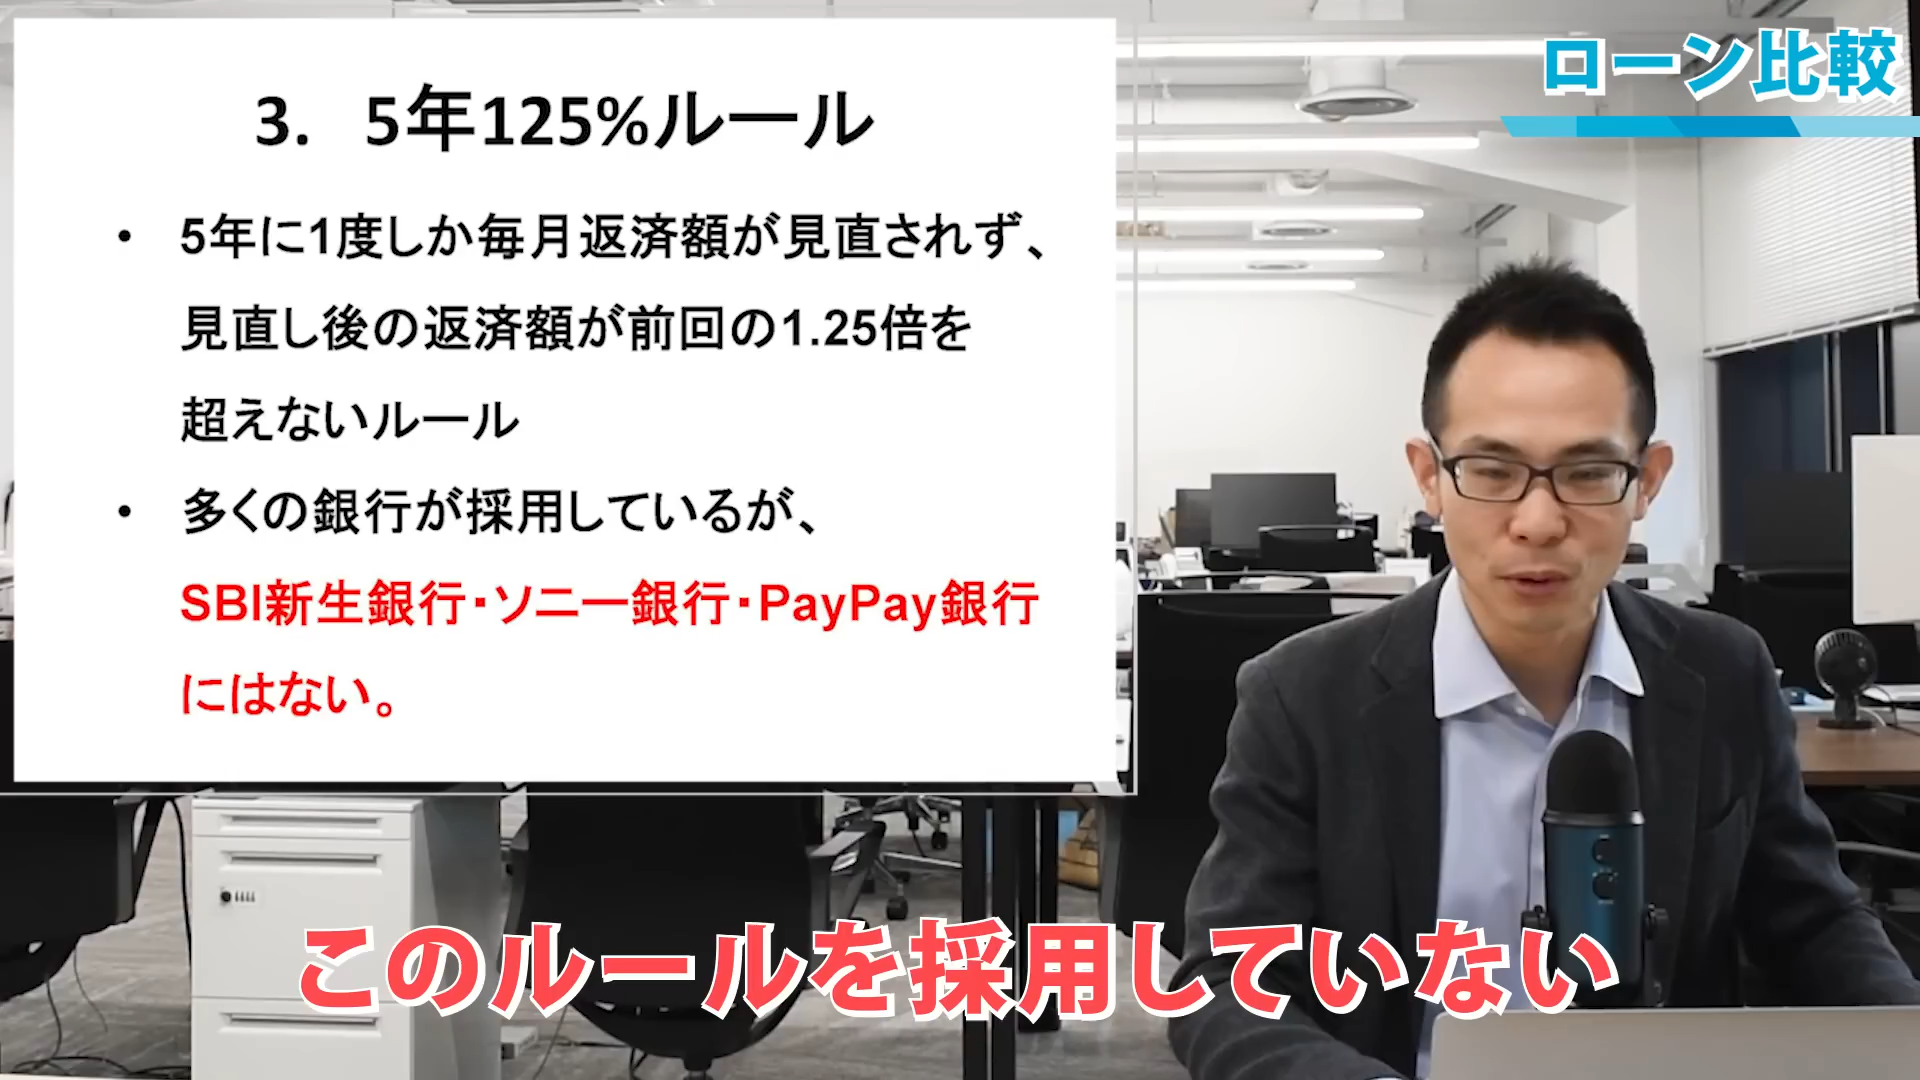 ローン比較
3. 5年125%ルール
• 5年に1度しか毎月返済額が見直されず、
見直し後の返済額が前回の1.25倍を
超えないルール
• 多くの銀行が採用しているが、
SBI新生銀行・ソニー銀行・PayPay銀行
にはない。
このルールを採用していない